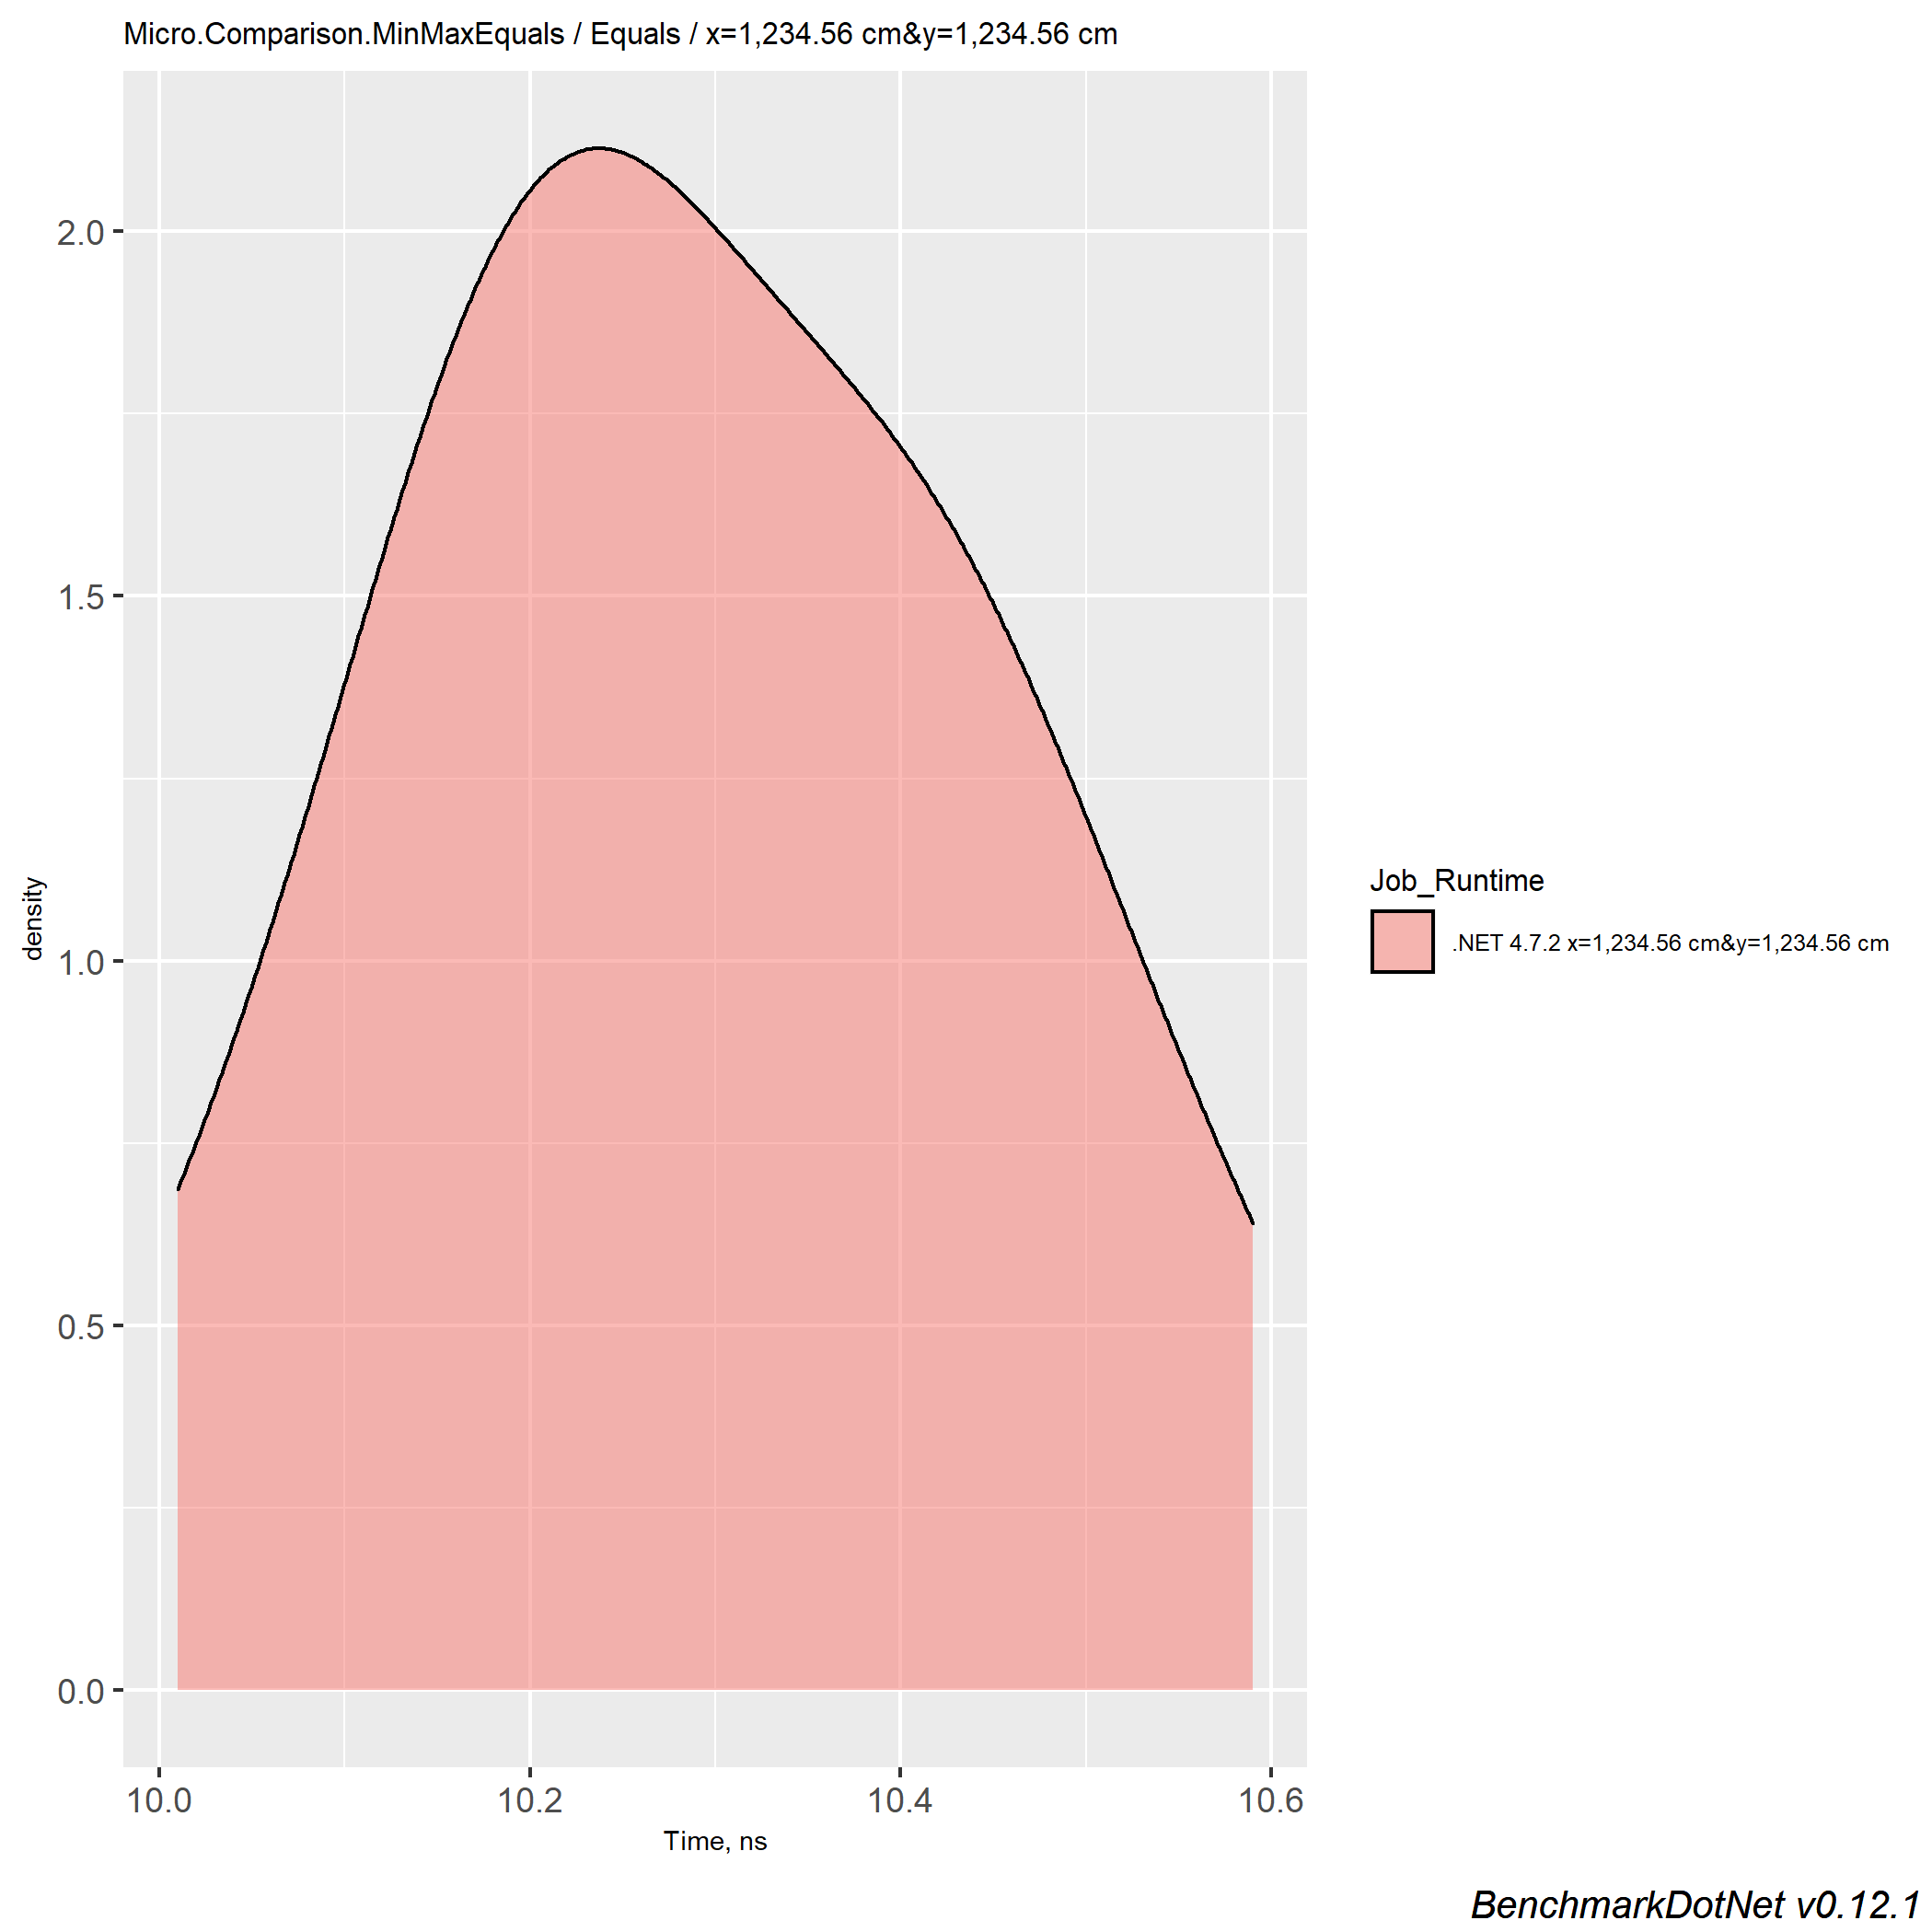 Micro.Comparison.MinMaxEquals / Equals / x=1,234.56 cm&y=1,234.56 cm
2.0
1.5
1.0
0.5
0.0
density
10.0 10.2 10.4 10.6
Time, ns
Job_Runtime
.NET 4.7.2 x=1,234.56 cm&y=1,234.56 cm
BenchmarkDotNet v0.12.1